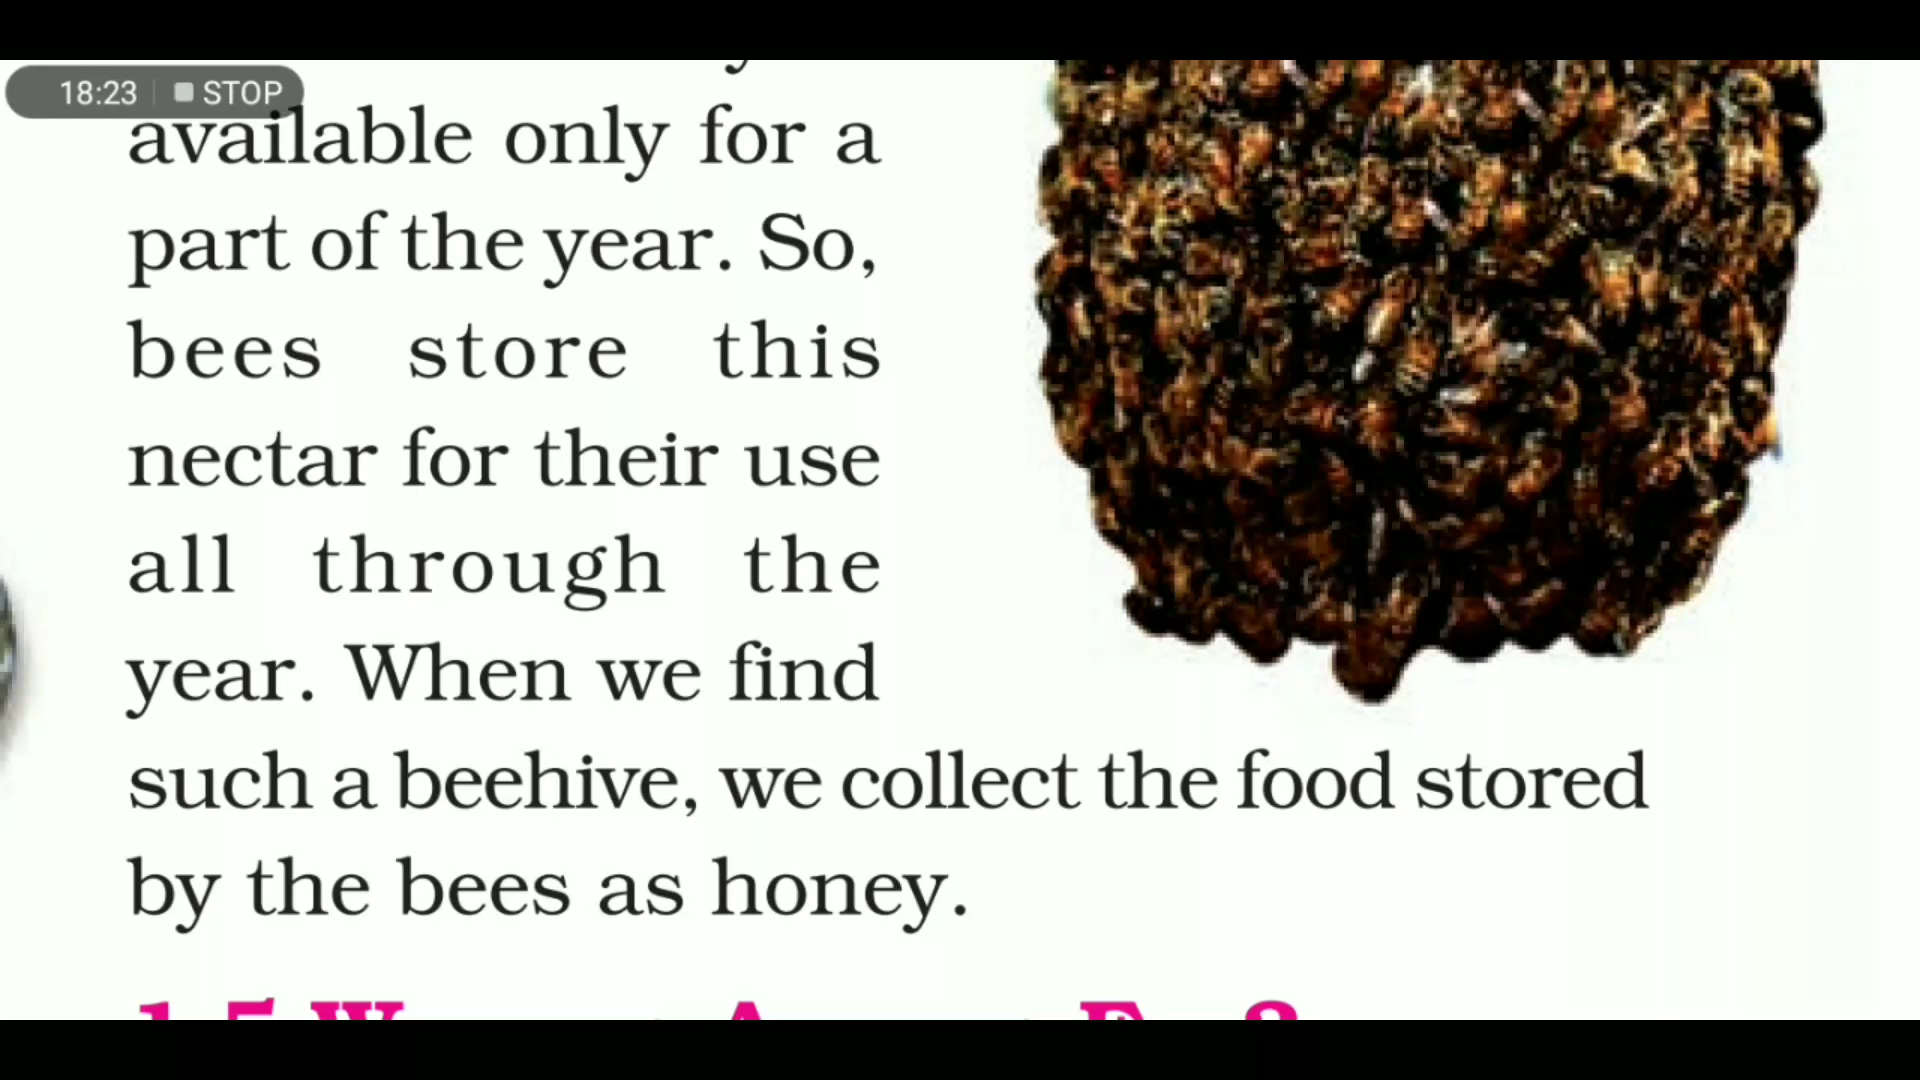 18:23 STOP
available only for a
part of the year. So,
bees store this
nectar for their use
all through the
year. When we find
such a beehive, we collect the food stored
by the bees as honey.